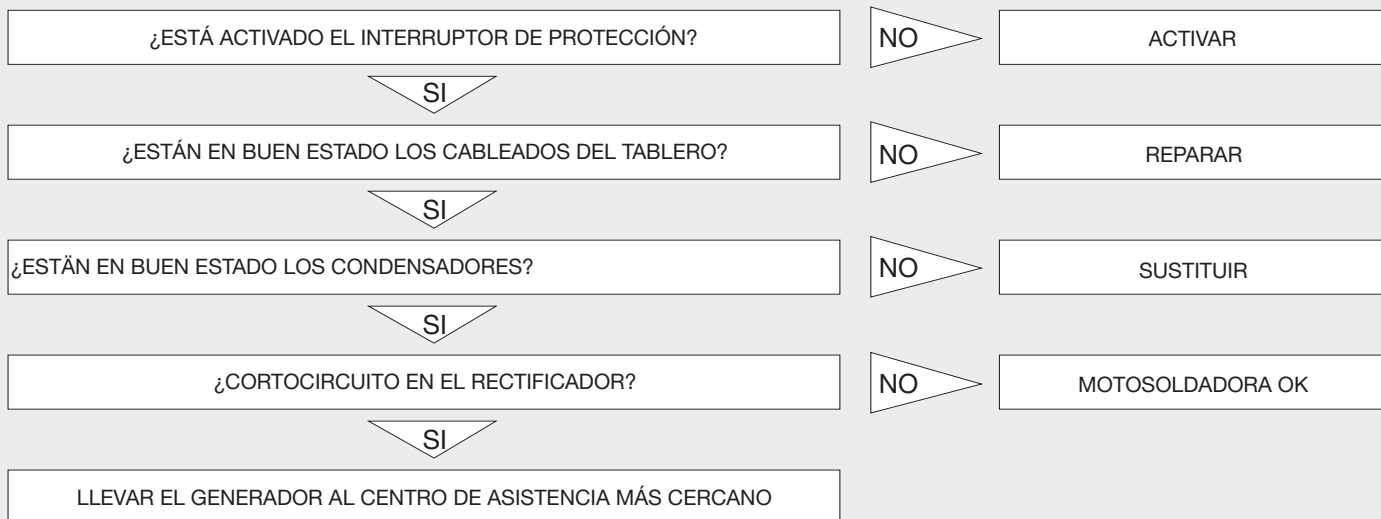 ¿ESTÁ ACTIVADO EL INTERRUPTOR DE PROTECCIÓN?
NO
ACTIVAR
SI
¿ESTÁN EN BUEN ESTADO LOS CABLEADOS DEL TABLERO?
NO
REPARAR
SI
¿ESTÄN EN BUEN ESTADO LOS CONDENSADORES?
NO
SUSTITUIR
SI
¿CORTOCIRCUITO EN EL RECTIFICADOR?
NO
MOTOSOLDADORA OK
SI
LLEVAR EL GENERADOR AL CENTRO DE ASISTENCIA MÁS CERCANO